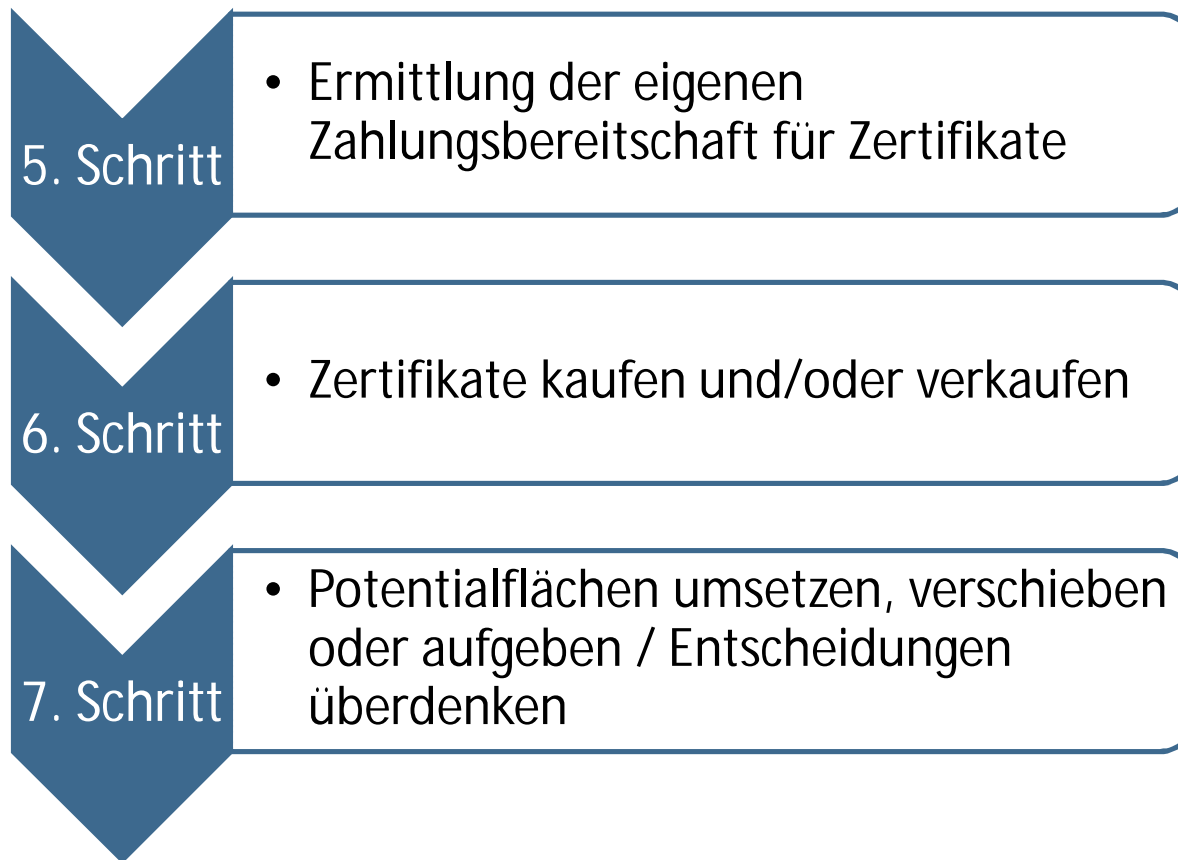 5. Schritt
• Ermittlung der eigenen
Zahlungsbereitschaft für Zertifikate
6. Schritt
• Zertifikate kaufen und/oder verkaufen
7. Schritt
• Potentialflächen umsetzen, verschieben
oder aufgeben / Entscheidungen
überdenken